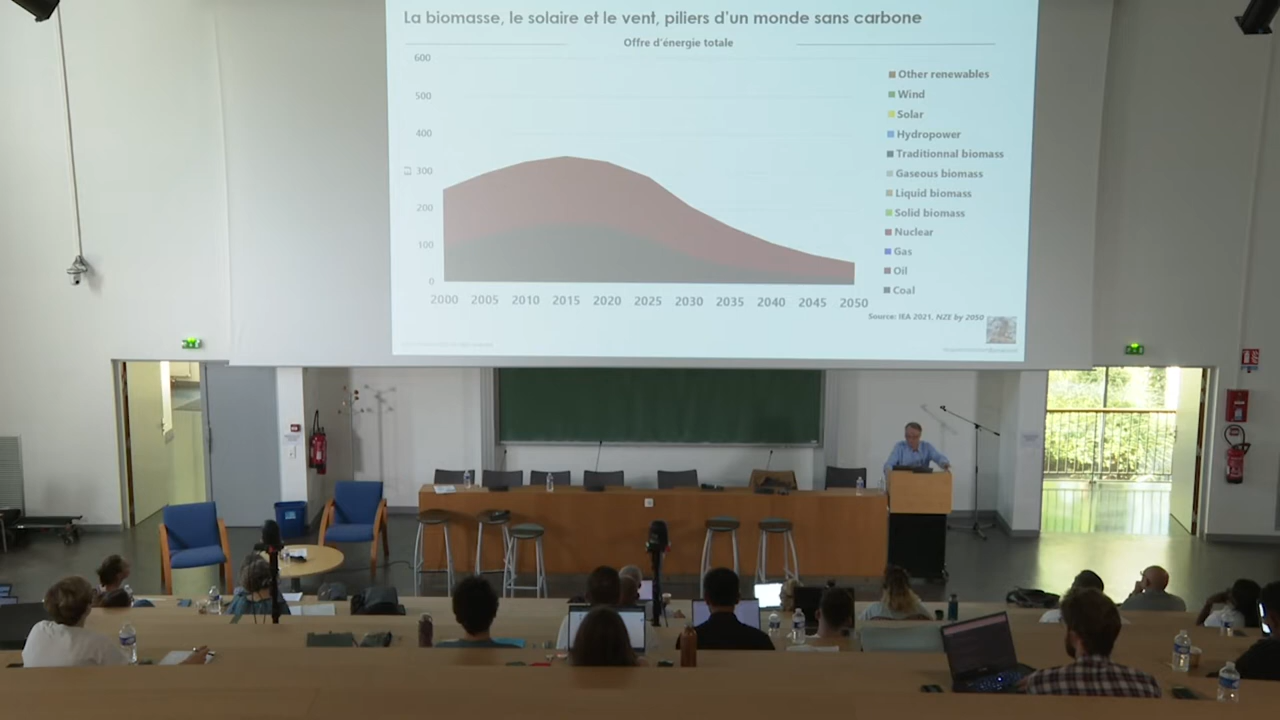 La biomasse, le solaire et le vent, piliers d'un monde sans carbone
Offre d'énergie totale
600
500
400
300
200
100
0
EJ
2000 2005 2010 2015 2020 2025 2030 2035 2040 2045 2050
Other renewables
Wind
Solar
Hydropower
Traditionnal biomass
Gaseous biomass
Liquid biomass
Solid biomass
Nuclear
Gas
Oil
Coal
Source: IEA 2021, NZE by 2050